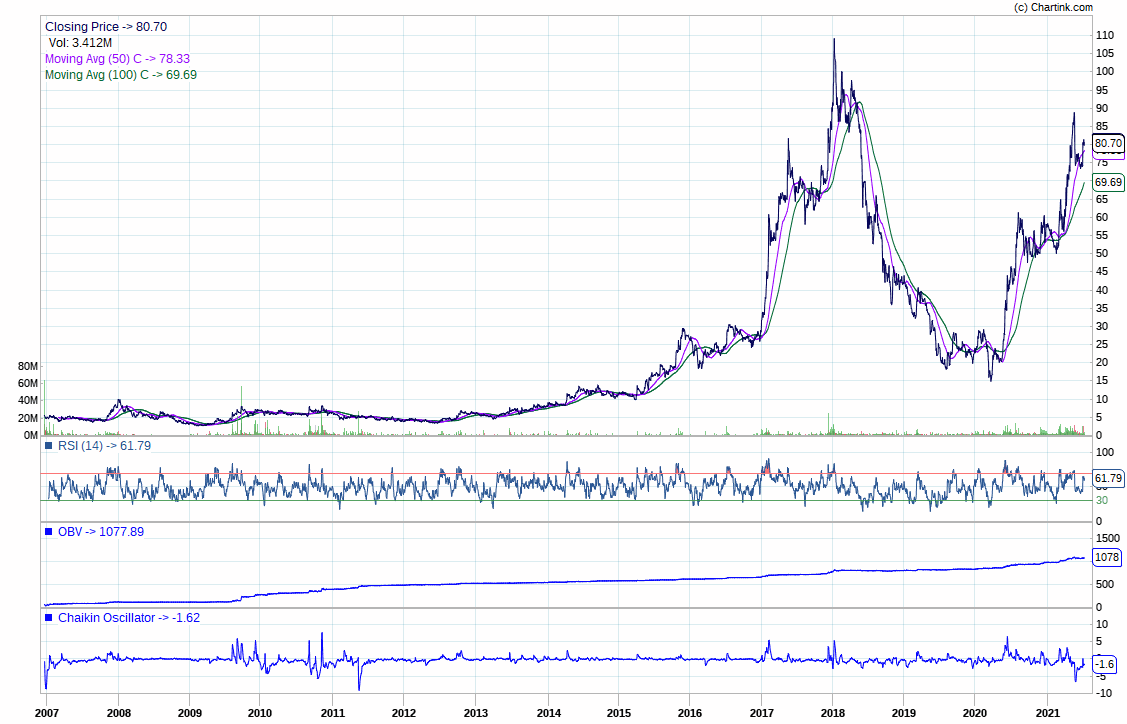 (c) Chartink.com
Closing Price -> 80.70
Vol: 3.412M
Moving Avg (50) C -> 78.33
Moving Avg (100) C -> 69.69
110
105
100
95
90
85
80.70
75
69.69
65
60
55
50
45
40
35
30
25
20
15
10
5
0
80M
60M
40M
20M
0M
RSI (14) -> 61.79
100
61.79
30
0
OBV -> 1077.89
1500
1078
500
0
Chaikin Oscillator -> -1.62
10
5
-1.6
-5
-10
2007 2008 2009 2010 2011 2012 2013 2014 2015 2016 2017 2018 2019 2020 2021